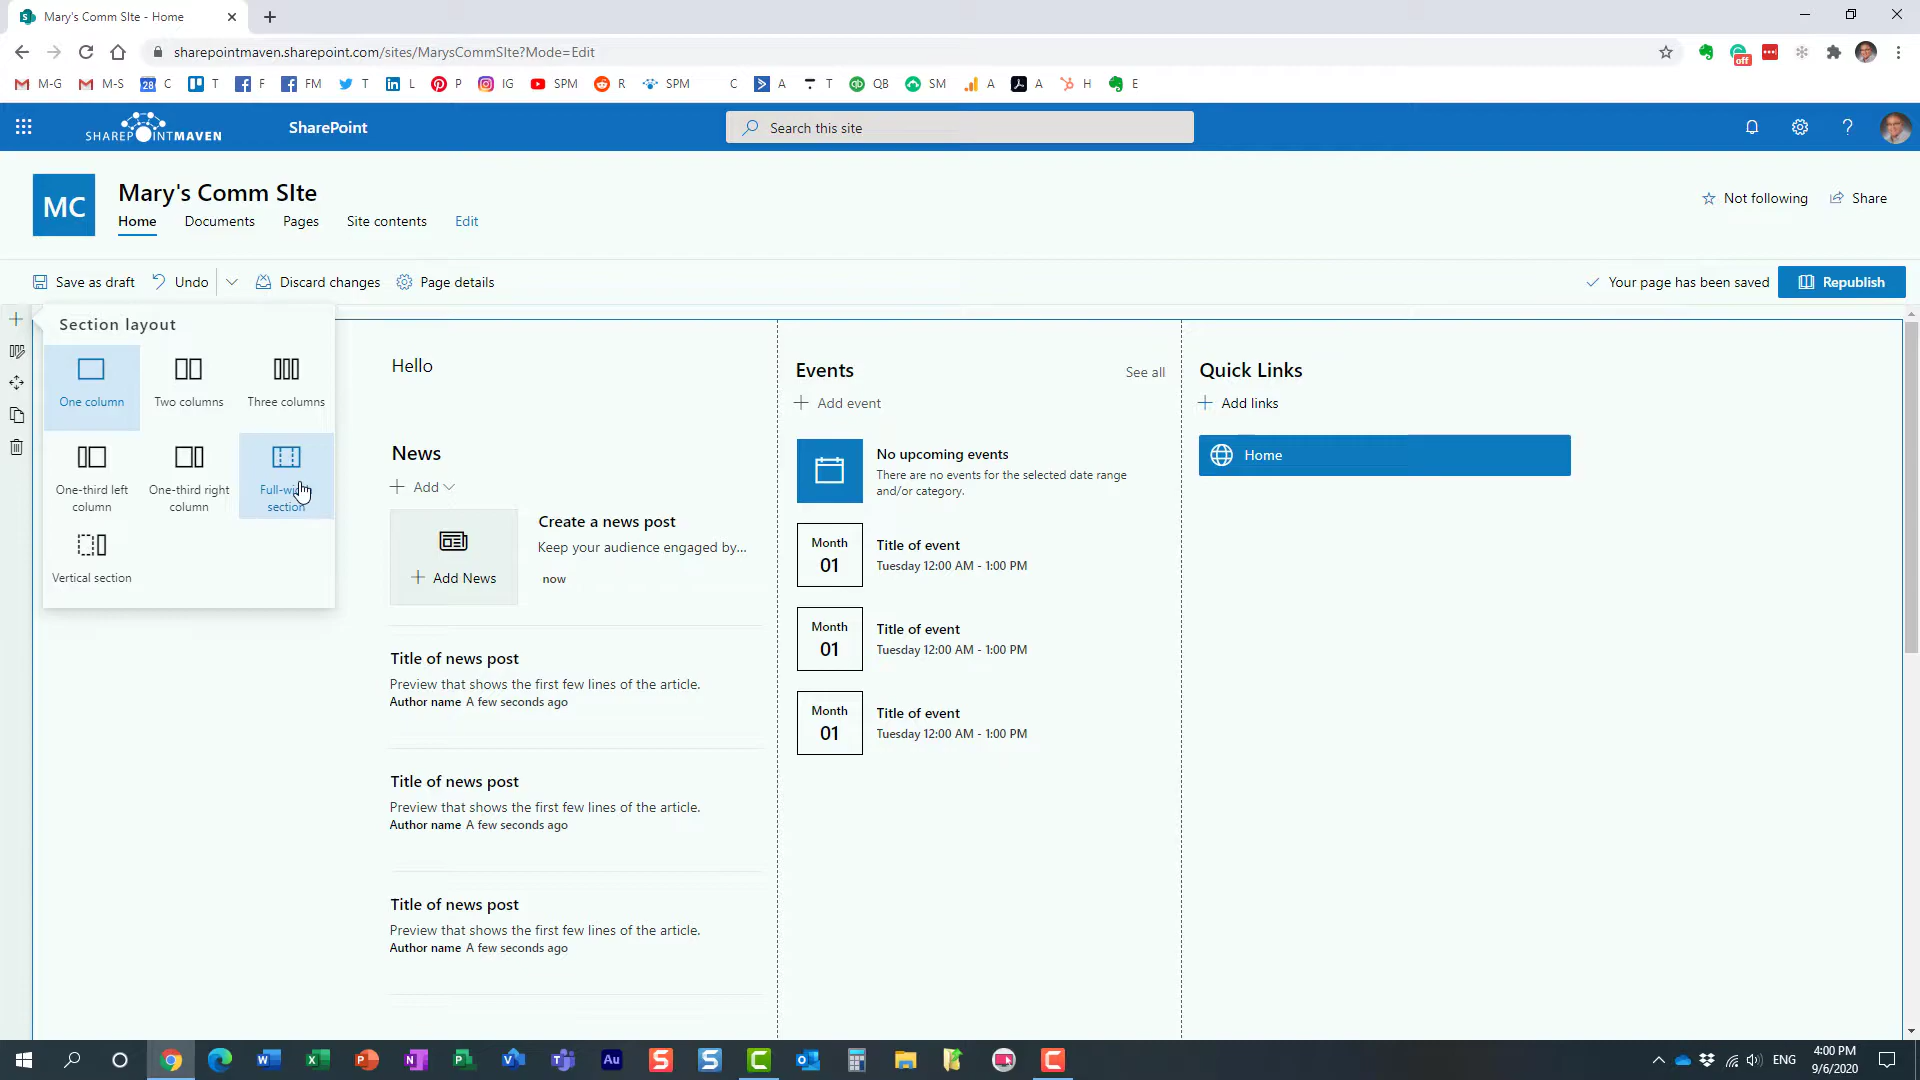 Mary's Comm SIte - Home
sharepointmaven.sharepoint.com/sites/MarysCommSIte?Mode=Edit
M-G M-S 28 C T F FM T L P IG SPM R SPM C A T QB SM A A H E
SHAREPOINTMAVEN SharePoint Search this site
MC
Mary's Comm SIte
Home Documents Pages Site contents Edit
Not following Share
Save as draft Undo Discard changes Page details
Your page has been saved Republish
Section layout
One column Two columns Three columns
One-third left column
One-third right column
Full-width section
Vertical section
Hello
News
Add
Add News
Create a news post
Keep your audience engaged by...
now
Title of news post
Preview that shows the first few lines of the article.
Author name A few seconds ago
Title of news post
Preview that shows the first few lines of the article.
Author name A few seconds ago
Title of news post
Preview that shows the first few lines of the article.
Author name A few seconds ago
Events See all
Add event
No upcoming events
There are no events for the selected date range
and/or category.
Month
01
Title of event
Tuesday 12:00 AM - 1:00 PM
Month
01
Title of event
Tuesday 12:00 AM - 1:00 PM
Month
01
Title of event
Tuesday 12:00 AM - 1:00 PM
Quick Links
Add links
Home
ENG
4:00 PM
9/6/2020